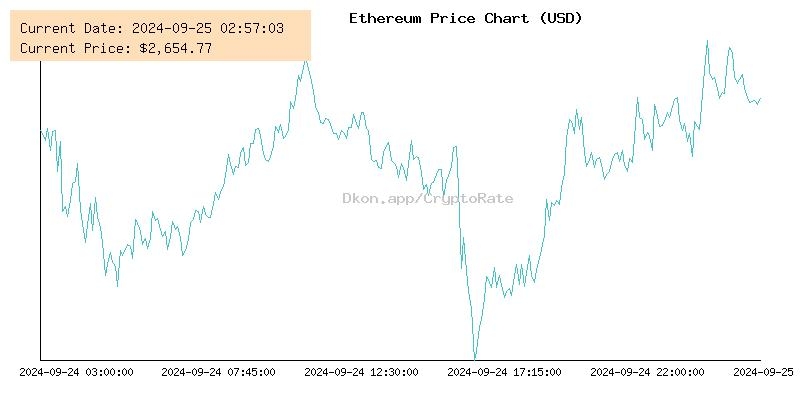 Ethereum Price Chart (USD)
Current Date: 2024-09-25 02:57:03
Current Price: $2,654.77
Dkon.app/CryptoRate
2024-09-24 03:00:00 2024-09-24 07:45:00 2024-09-24 12:30:00 2024-09-24 17:15:00 2024-09-24 22:00:00 2024-09-25